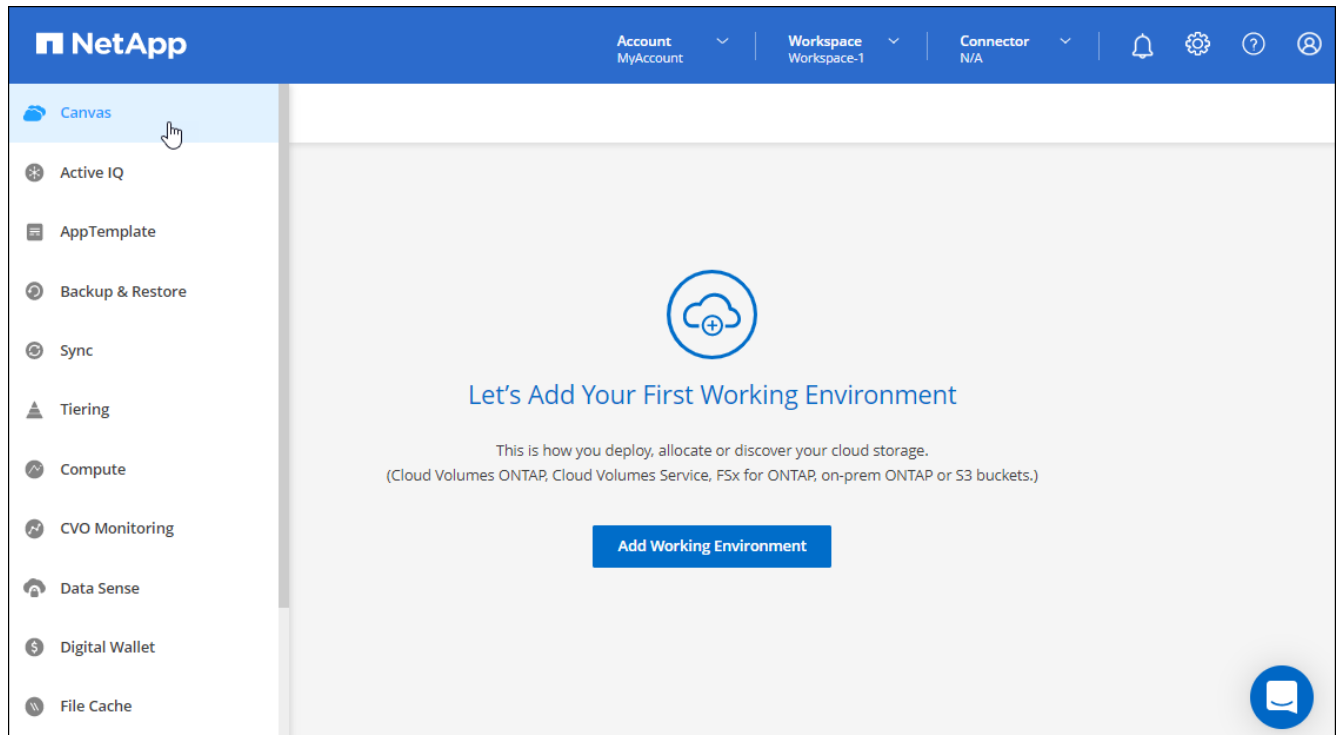 NetApp
Account
MyAccount
Workspace
Workspace-1
Connector
N/A
Canvas
Active IQ
AppTemplate
Backup & Restore
Sync
Tiering
Compute
CVO Monitoring
Data Sense
Digital Wallet
File Cache
Let's Add Your First Working Environment
This is how you deploy, allocate or discover your cloud storage.
(Cloud Volumes ONTAP, Cloud Volumes Service, FSx for ONTAP, on-prem ONTAP or S3 buckets.)
Add Working Environment